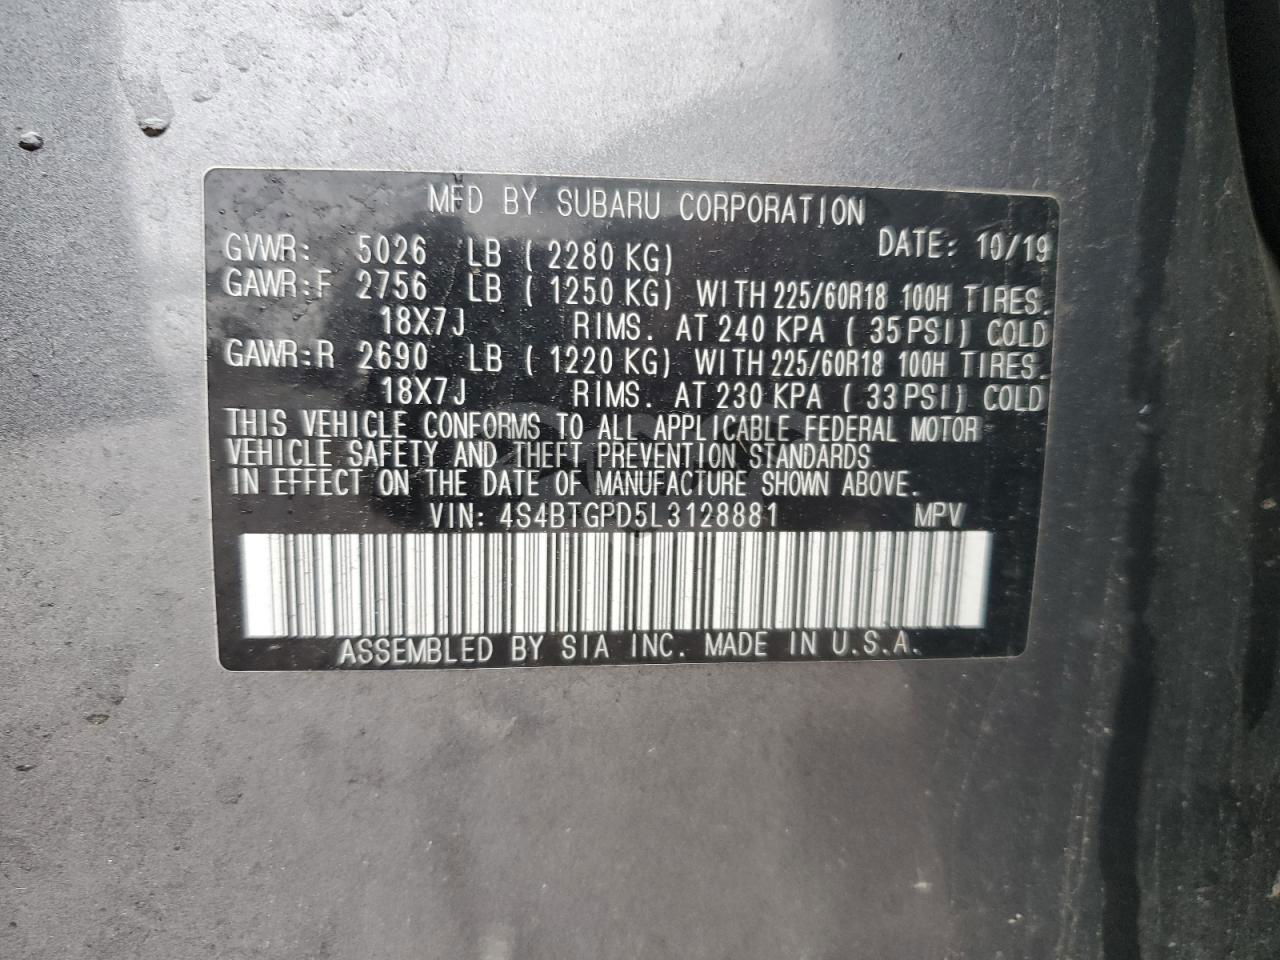 MFD BY SUBARU CORPORATION
GVWR: 5026 LB ( 2280 KG) DATE: 10/19
GAWR:F 2756 LB ( 1250 KG) WITH 225/60R18 100H TIRES.
18X7J RIMS. AT 240 KPA ( 35 PSI) COLD
GAWR:R 2690 LB ( 1220 KG) WITH 225/60R18 100H TIRES.
18X7J RIMS. AT 230 KPA ( 33 PSI) COLD
THIS VEHICLE CONFORMS TO ALL APPLICABLE FEDERAL MOTOR
VEHICLE SAFETY AND THEFT PREVENTION STANDARDS
IN EFFECT ON THE DATE OF MANUFACTURE SHOWN ABOVE.
VIN: 4S4BTGPD5L3128881 MPV
ASSEMBLED BY SIA INC. MADE IN U.S.A.